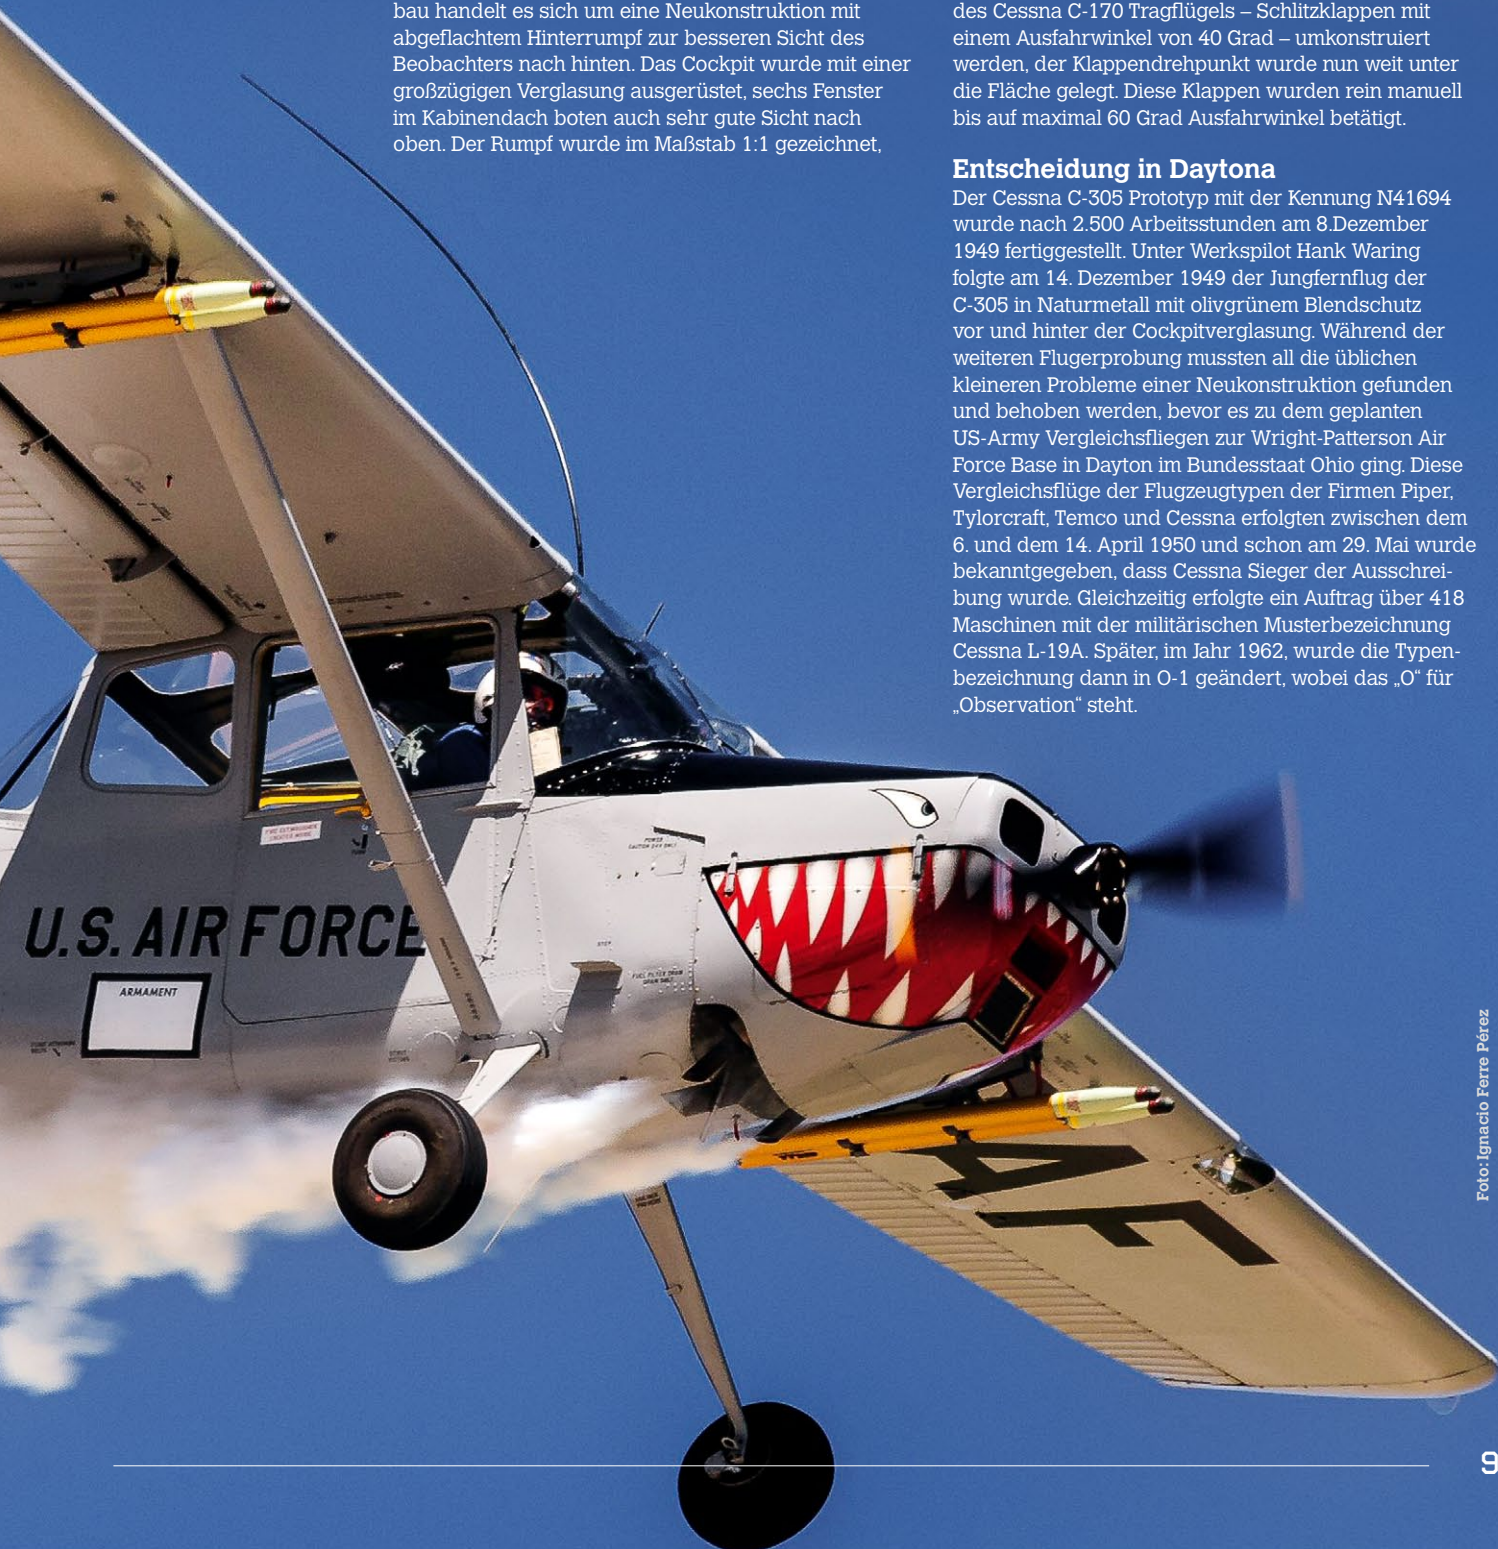 bau handelt es sich um eine Neukonstruktion mit
abgeflachtem Hinterrumpf zur besseren Sicht des
Beobachters nach hinten. Das Cockpit wurde mit einer
großzügigen Verglasung ausgerüstet, sechs Fenster
im Kabinendach boten auch sehr gute Sicht nach
oben. Der Rumpf wurde im Maßstab 1:1 gezeichnet,
des Cessna C-170 Tragflügels – Schlitzklappen mit
einem Ausfahrwinkel von 40 Grad – umkonstruiert
werden, der Klappendrehpunkt wurde nun weit unter
die Fläche gelegt. Diese Klappen wurden rein manuell
bis auf maximal 60 Grad Ausfahrwinkel betätigt.
Entscheidung in Daytona
Der Cessna C-305 Prototyp mit der Kennung N41694
wurde nach 2.500 Arbeitsstunden am 8.Dezember
1949 fertiggestellt. Unter Werkspilot Hank Waring
folgte am 14. Dezember 1949 der Jungfernflug der
C-305 in Naturmetall mit olivgrünem Blendschutz
vor und hinter der Cockpitverglasung. Während der
weiteren Flugerprobung mussten all die üblichen
kleineren Probleme einer Neukonstruktion gefunden
und behoben werden, bevor es zu dem geplanten
US-Army Vergleichsfliegen zur Wright-Patterson Air
Force Base in Dayton im Bundesstaat Ohio ging. Diese
Vergleichsflüge der Flugzeugtypen der Firmen Piper,
Tylorcraft, Temco und Cessna erfolgten zwischen dem
6. und dem 14. April 1950 und schon am 29. Mai wurde
bekanntgegeben, dass Cessna Sieger der Ausschrei-
bung wurde. Gleichzeitig erfolgte ein Auftrag über 418
Maschinen mit der militärischen Musterbezeichnung
Cessna L-19A. Später, im Jahr 1962, wurde die Typen-
bezeichnung dann in O-1 geändert, wobei das „O“ für
„Observation“ steht.
POWER
CAUTION 24V ONLY
U.S. AIR FORCE
ARMAMENT
STEP
FUEL FILTER DRAIN
DRAIN DAILY
AF
Foto: Ignacio Ferre Pérez
9